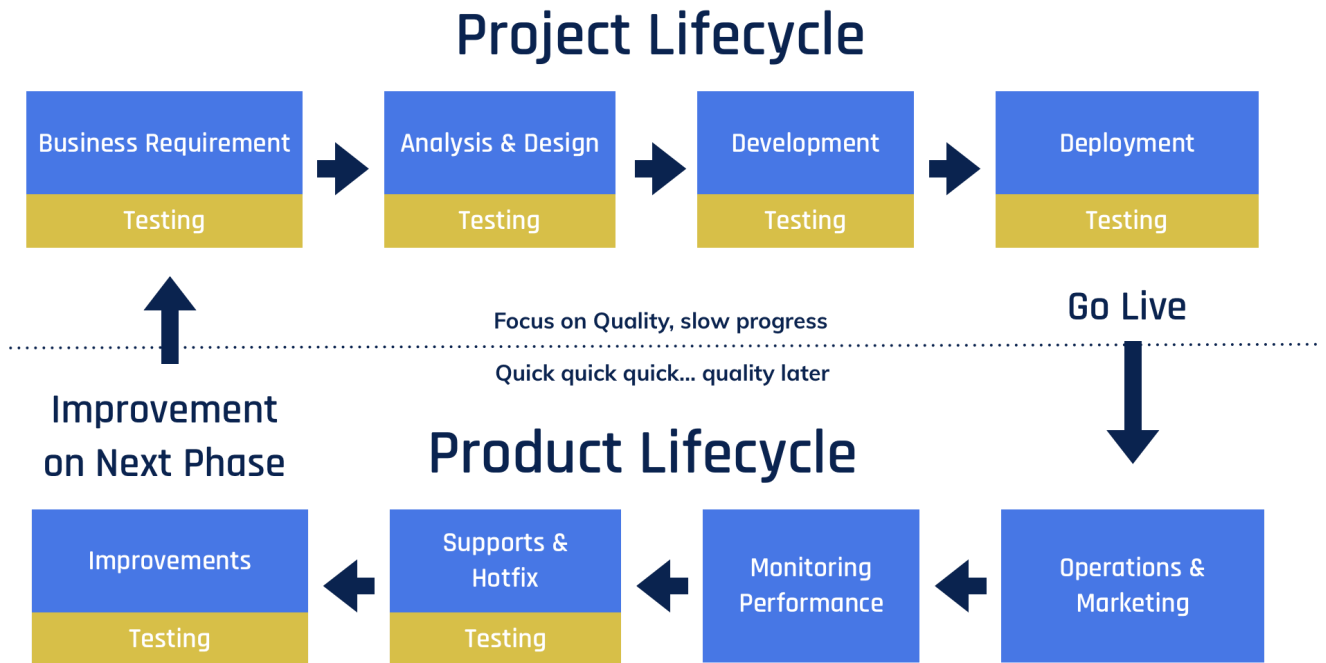 Project Lifecycle
Business Requirement
Testing
Analysis & Design
Testing
Development
Testing
Deployment
Testing
Go Live
Focus on Quality, slow progress
Quick quick quick... quality later
Improvement
on Next Phase
Product Lifecycle
Improvements
Testing
Supports &
Hotfix
Testing
Monitoring
Performance
Operations &
Marketing